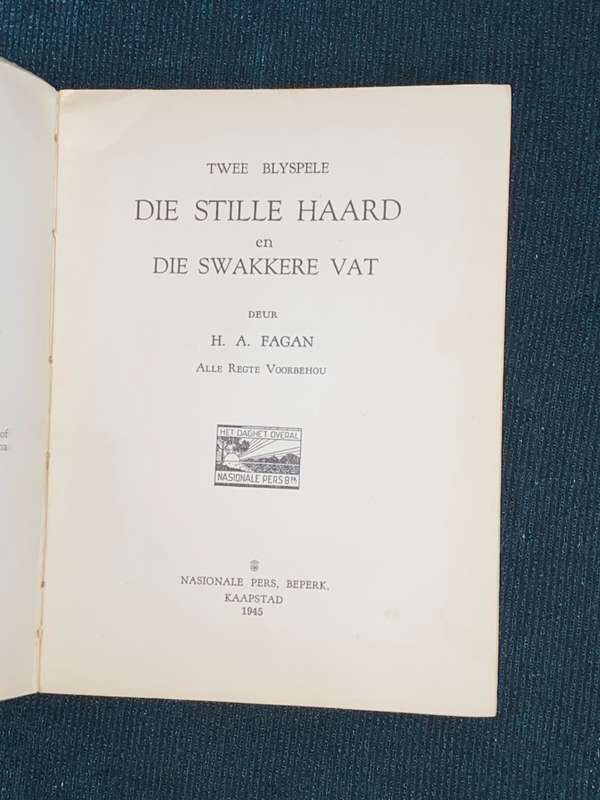 TWEE BLYSPELE
DIE STILLE HAARD
en
DIE SWAKKERE VAT
DEUR
H. A. FAGAN
ALLE REGTE VOORBEHOU
HET DAGHET OVERAL
NASIONALE PERS BPK
NASIONALE PERS, BEPERK,
KAAPSTAD
1945
of